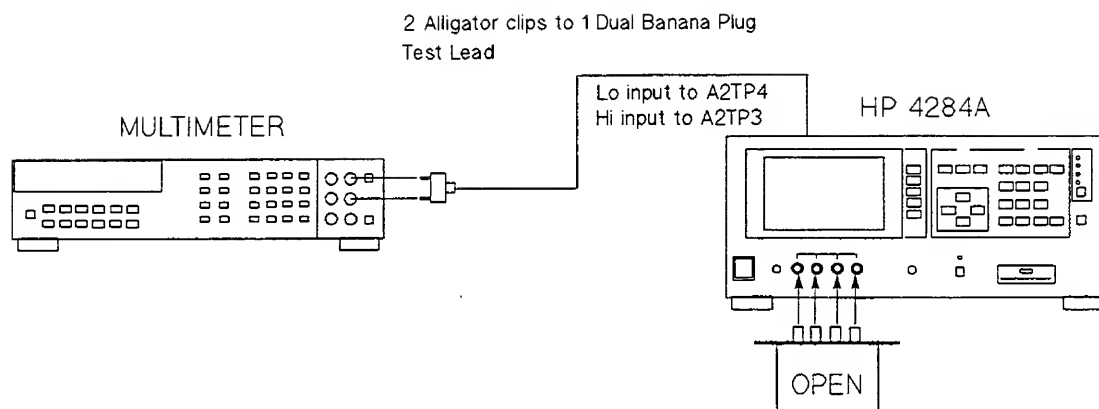 2 Alligator clips to 1 Dual Banana Plug
Test Lead
Lo input to A2TP4
Hi input to A2TP3
MULTIMETER
HP 4284A
OPEN